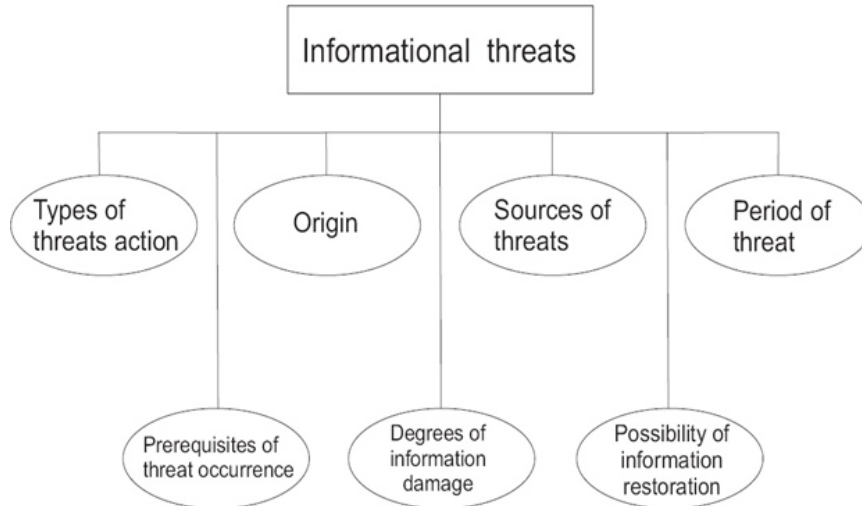 Informational threats
Types of
threats action
Origin
Sources of
threats
Period of
threat
Prerequisites of
threat occurrence
Degrees of
information
damage
Possibility of
information
restoration